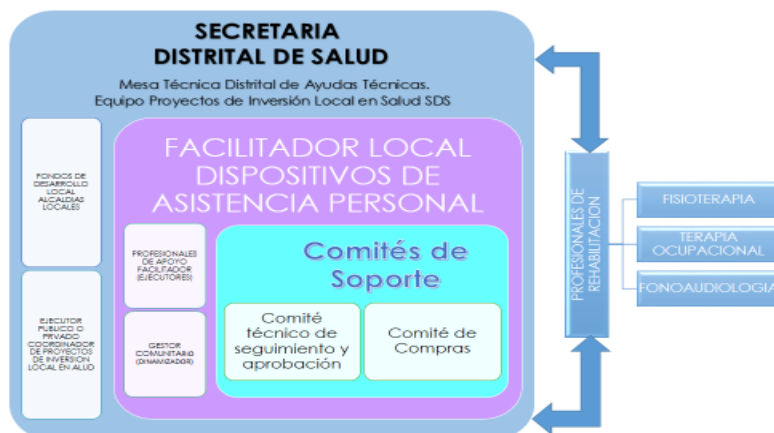 SECRETARIA
DISTRITAL DE SALUD
Mesa Técnica Distrital de Ayudas Técnicas.
Equipo Proyectos de Inversión Local en Salud SDS
FONDOS DE
DESARROLLO
LOCAL
ALCALDIAS
LOCALES
EJECUTOR
PUBLICO O
PRIVADO
COORDINADOR
DE PROYECTOS
DE INVERSION
LOCAL EN ALUD
FACILITADOR LOCAL
DISPOSITIVOS DE
ASISTENCIA PERSONAL
PROFESIONALES
DE APOYO
FACILITADOR
(EJECUTORES)
GESTOR
COMUNITARIO
(DINAMIZADOR)
Comités de
Soporte
Comité
técnico de
seguimiento y
aprobación
Comité de
Compras
PROFESIONALES DE
REHABILITACION
FISIOTERAPIA
TERAPIA
OCUPACIONAL
FONOAUDIOLOGIA